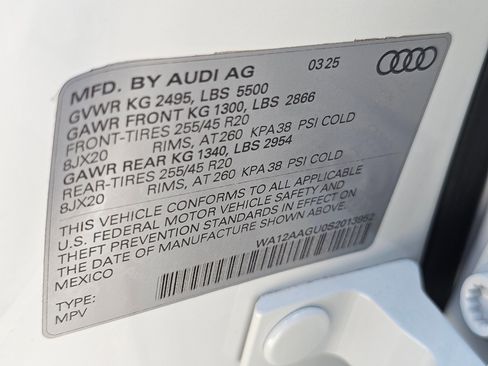 MFD. BY AUDI AG 03 25
GVWR KG 2495, LBS 5500
GAWR FRONT KG 1300, LBS 2866
FRONT-TIRES 255/45 R20
8JX20 RIMS, AT 260 KPA 38 PSI COLD
GAWR REAR KG 1340, LBS 2954
REAR-TIRES 255/45 R20
8JX20 RIMS, AT 260 KPA 38 PSI COLD
THIS VEHICLE CONFORMS TO ALL APPLICABLE
U.S. FEDERAL MOTOR VEHICLE SAFETY AND
THEFT PREVENTION STANDARDS IN EFFECT ON
THE DATE OF MANUFACTURE SHOWN ABOVE.
MEXICO
WA12AAGU0S2013952
TYPE:
MPV